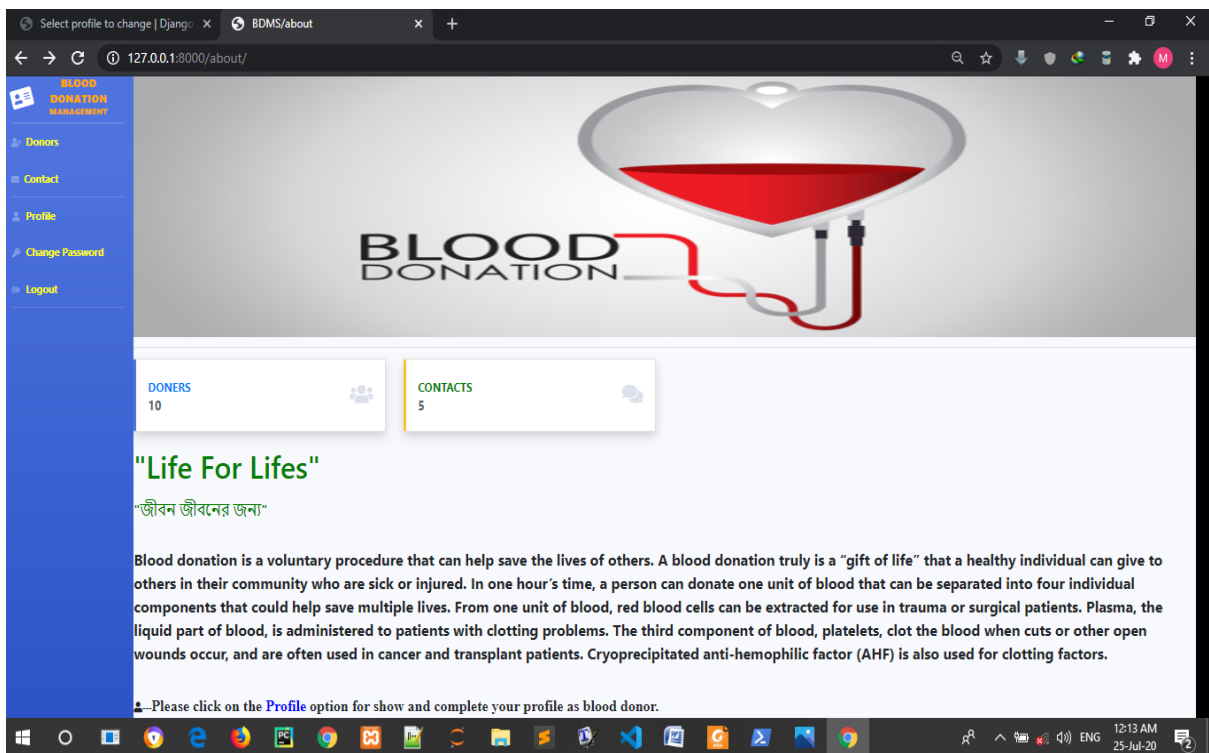 Select profile to change | Django
BDMS/about
127.0.0.1:8000/about/
M
BLOOD
DONATION
MANAGEMENT
Donors
Contact
Profile
Change Password
Logout
BLOOD
DONATION
DONERS
10
CONTACTS
5
"Life For Lifes"
"জীবন জীবনের জন্য"
Blood donation is a voluntary procedure that can help save the lives of others. A blood donation truly is a “gift of life” that a healthy individual can give to
others in their community who are sick or injured. In one hour’s time, a person can donate one unit of blood that can be separated into four individual
components that could help save multiple lives. From one unit of blood, red blood cells can be extracted for use in trauma or surgical patients. Plasma, the
liquid part of blood, is administered to patients with clotting problems. The third component of blood, platelets, clot the blood when cuts or other open
wounds occur, and are often used in cancer and transplant patients. Cryoprecipitated anti-hemophilic factor (AHF) is also used for clotting factors.
--Please click on the Profile option for show and complete your profile as blood donor.
ENG
12:13 AM
25-Jul-20
2